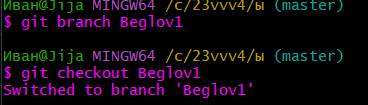 Иван@Jija MINGW64 /c/23vvv4/ы (master)
$ git branch Beglov1
Иван@Jija MINGW64 /c/23vvv4/ы (master)
$ git checkout Beglov1
Switched to branch 'Beglov1'